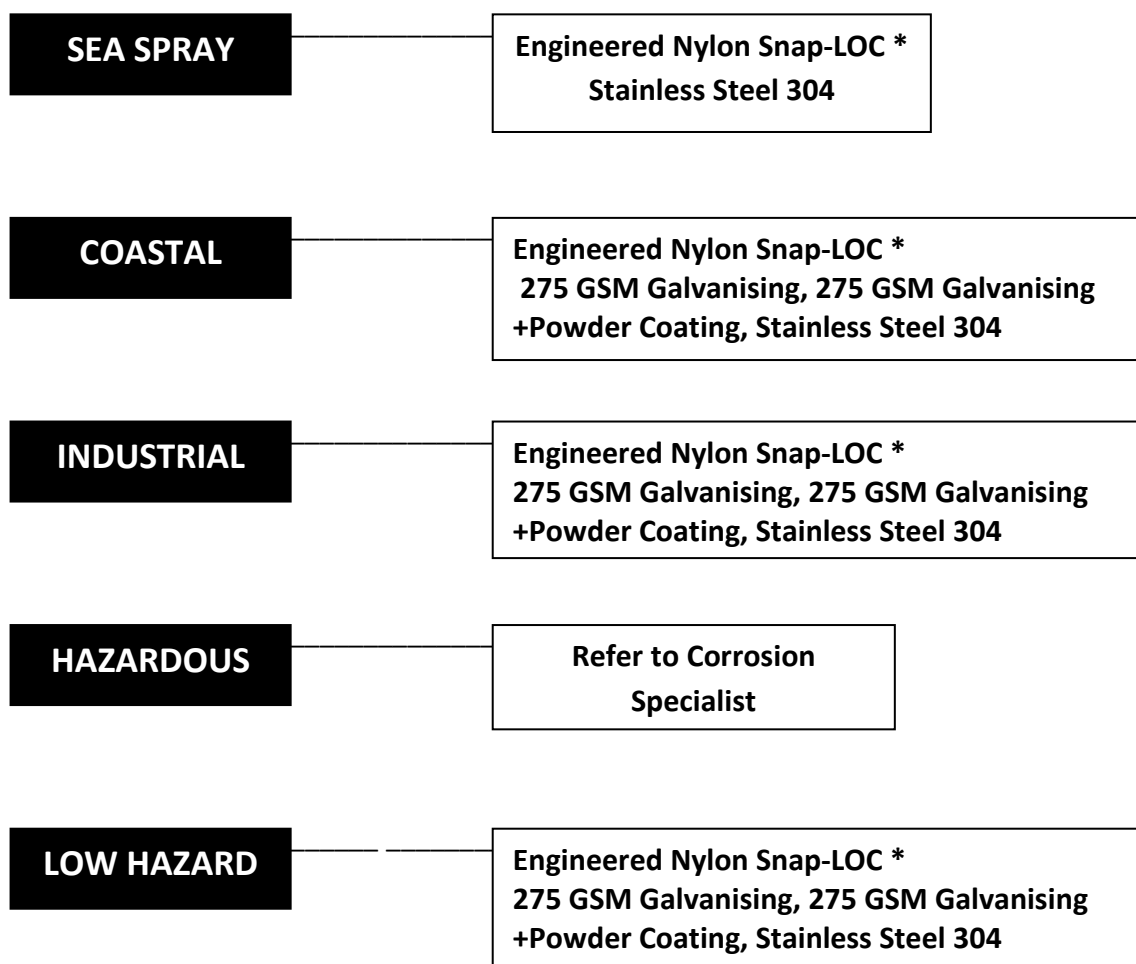 SEA SPRAY
Engineered Nylon Snap-LOC *
Stainless Steel 304
COASTAL
Engineered Nylon Snap-LOC *
275 GSM Galvanising, 275 GSM Galvanising
+Powder Coating, Stainless Steel 304
INDUSTRIAL
Engineered Nylon Snap-LOC *
275 GSM Galvanising, 275 GSM Galvanising
+Powder Coating, Stainless Steel 304
HAZARDOUS
Refer to Corrosion
Specialist
LOW HAZARD
Engineered Nylon Snap-LOC *
275 GSM Galvanising, 275 GSM Galvanising
+Powder Coating, Stainless Steel 304